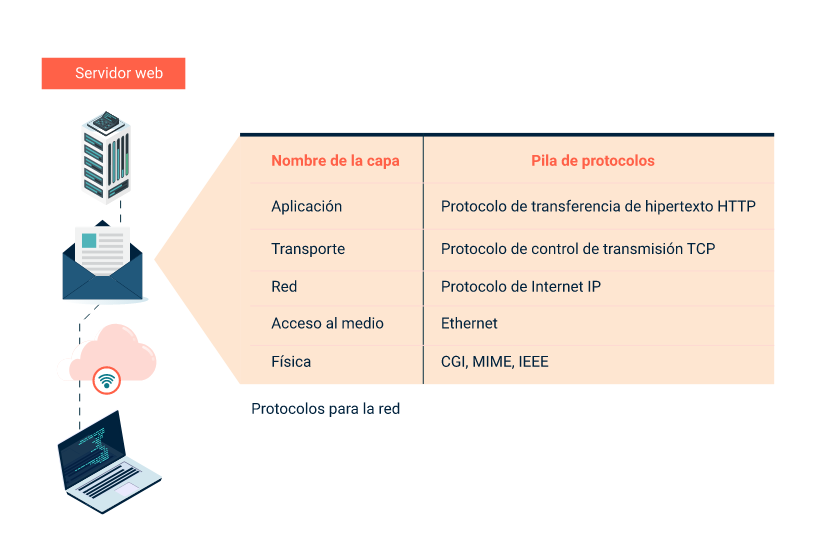 Servidor web
Nombre de la capa Pila de protocolos
Aplicación Protocolo de transferencia de hipertexto HTTP
Transporte Protocolo de control de transmisión TCP
Red Protocolo de Internet IP
Acceso al medio Ethernet
Física CGI, MIME, IEEE
Protocolos para la red